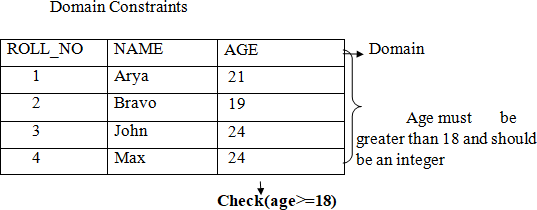 Domain Constraints
ROLL_NO NAME AGE Domain
1 Arya 21
2 Bravo 19
3 John 24
4 Max 24
Age must be
greater than 18 and should
be an integer
Check(age>=18)